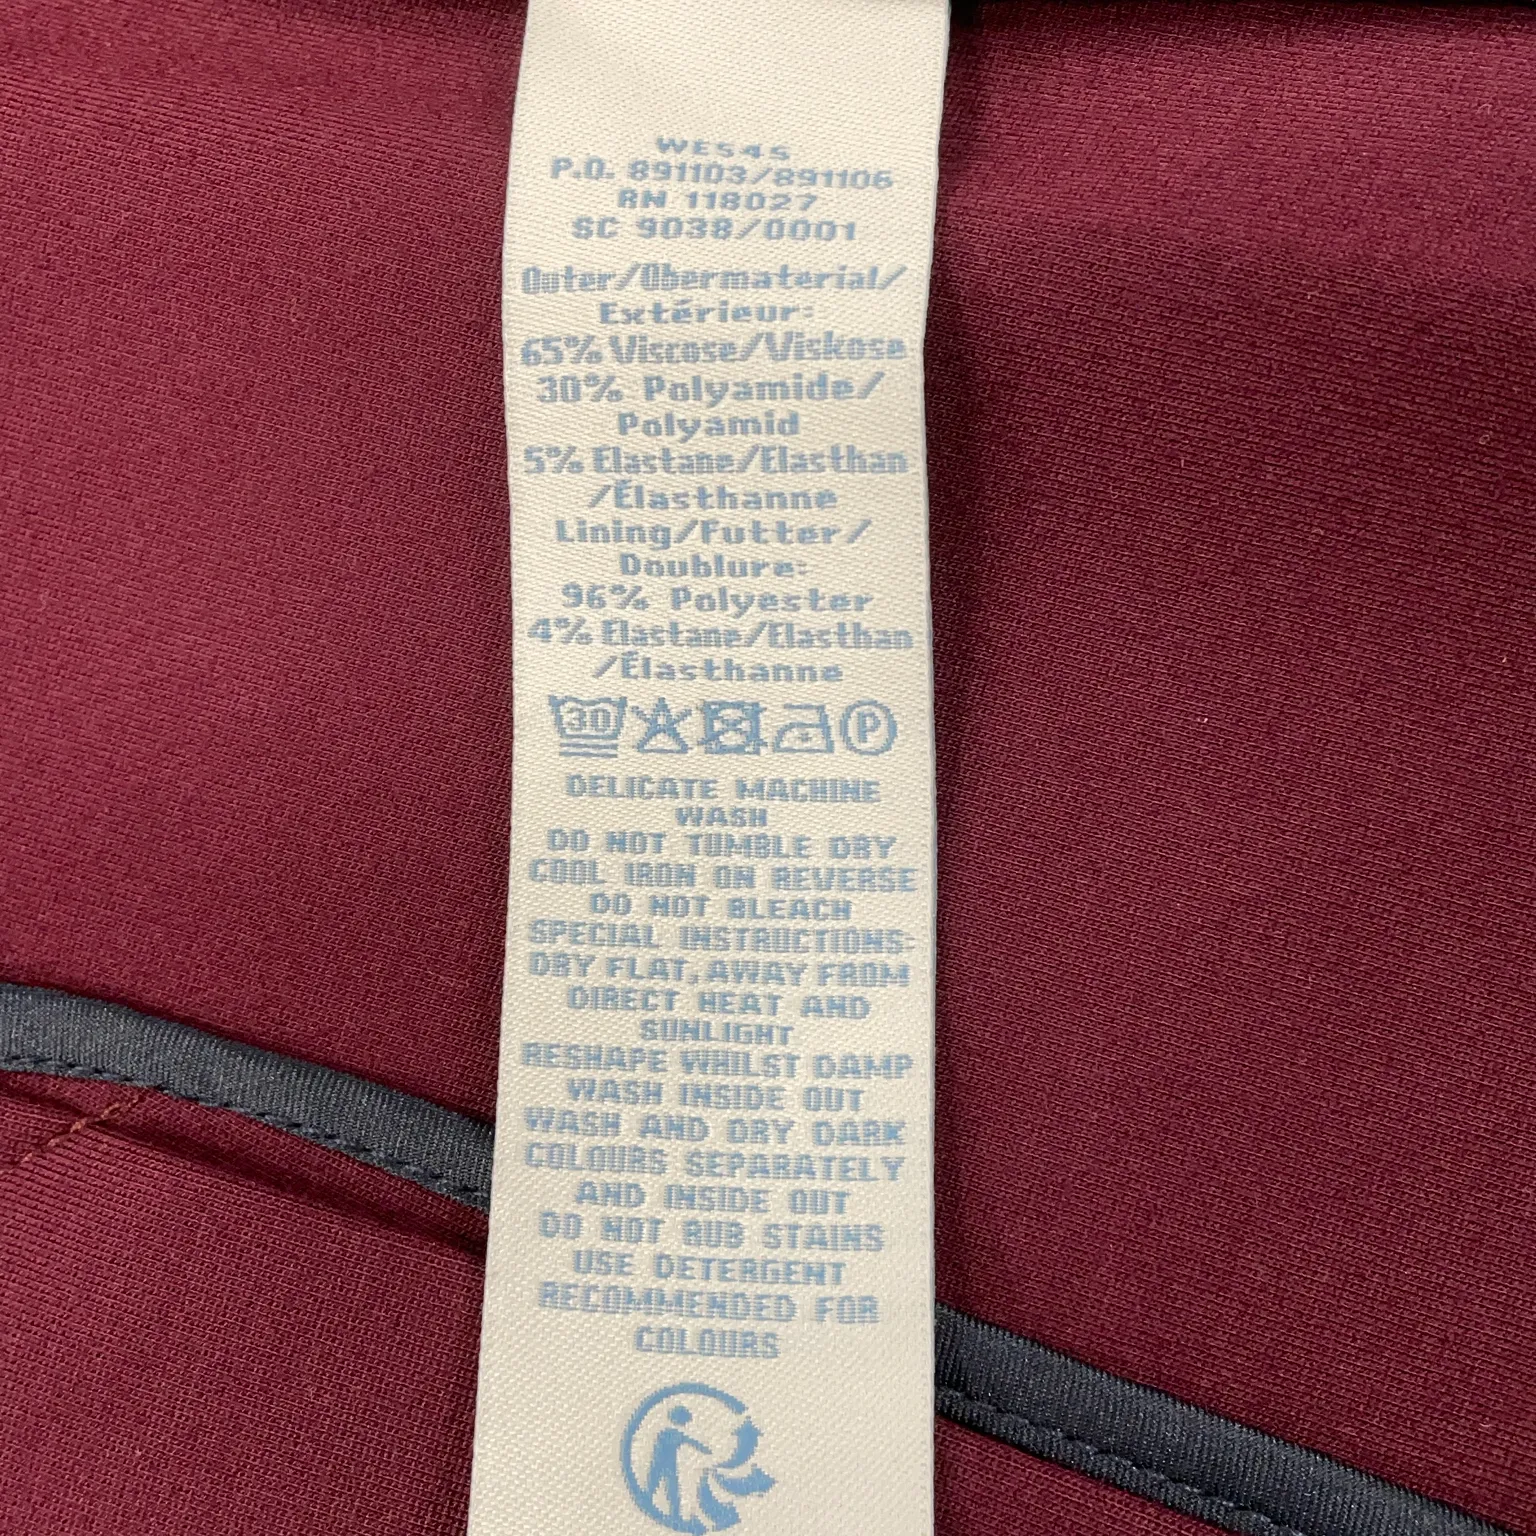 WE545
P.O. 891103/891106
RN 118027
SC 9038/0001
Outer/Obermaterial/
Extérieur:
65% Viscose/Viskose
30% Polyamide/
Polyamid
5% Elastane/Elasthan
/Élasthanne
Lining/Futter/
Doublure:
96% Polyester
4% Elastane/Elasthan
/Élasthanne
30 P
DELICATE MACHINE
WASH
DO NOT TUMBLE DRY
COOL IRON ON REVERSE
DO NOT BLEACH
SPECIAL INSTRUCTIONS:
DRY FLAT, AWAY FROM
DIRECT HEAT AND
SUNLIGHT
RESHAPE WHILST DAMP
WASH INSIDE OUT
WASH AND DRY DARK
COLOURS SEPARATELY
AND INSIDE OUT
DO NOT RUB STAINS
USE DETERGENT
RECOMMENDED FOR
COLOURS